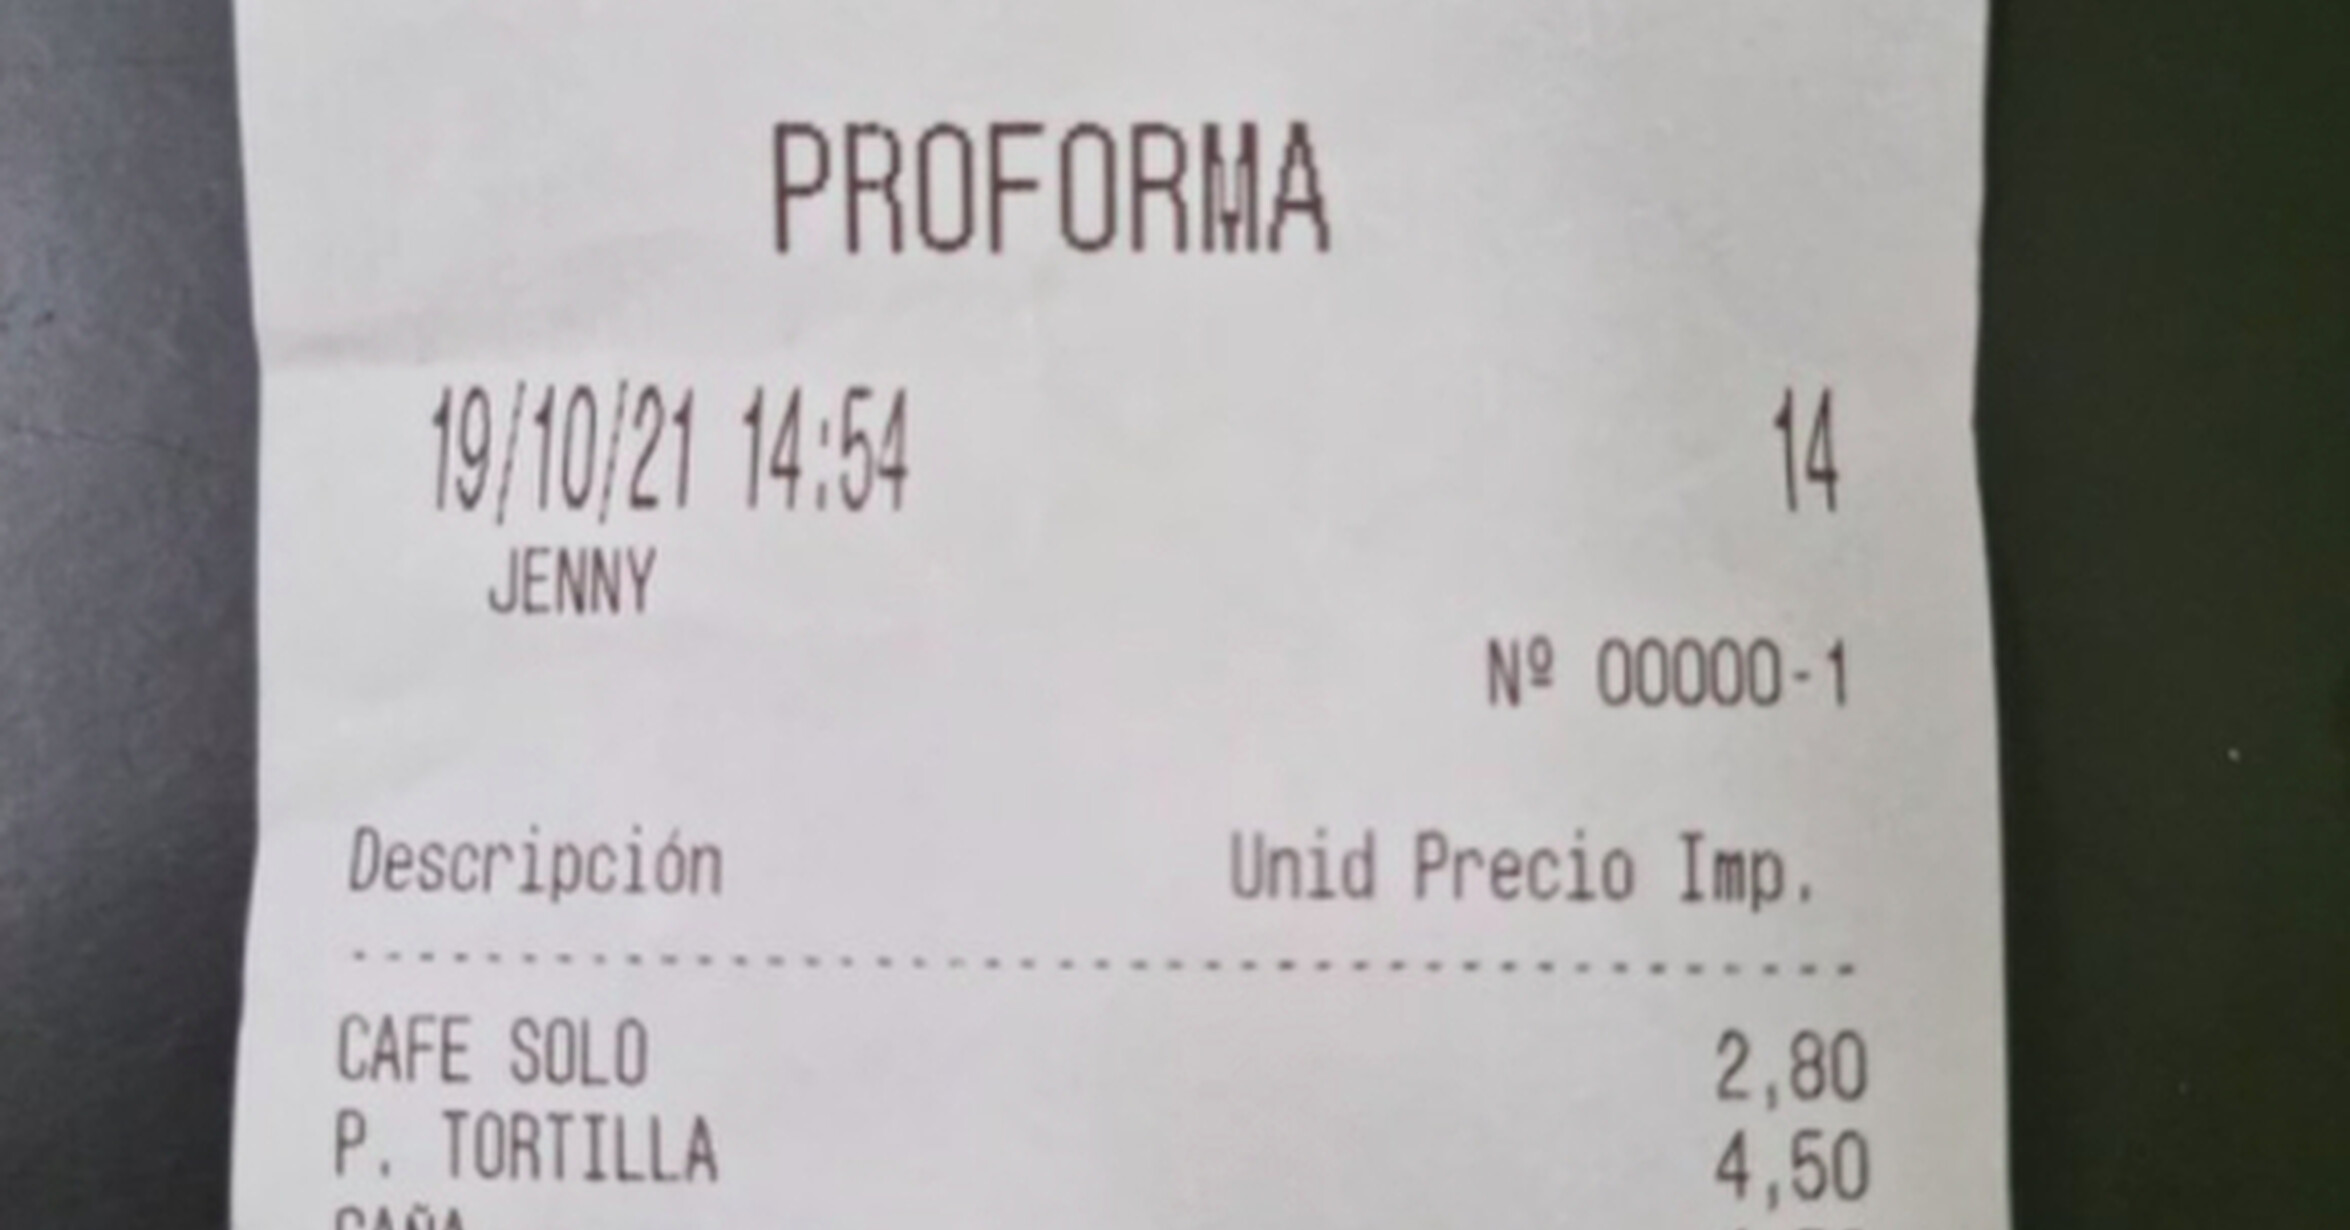 PROFORMA
19/10/21 14:54 14
JENNY
Nº 00000-1
Descripción Unid Precio Imp.
--------------------------------------------
CAFE SOLO 2,80
P. TORTILLA 4,50
CAÑA